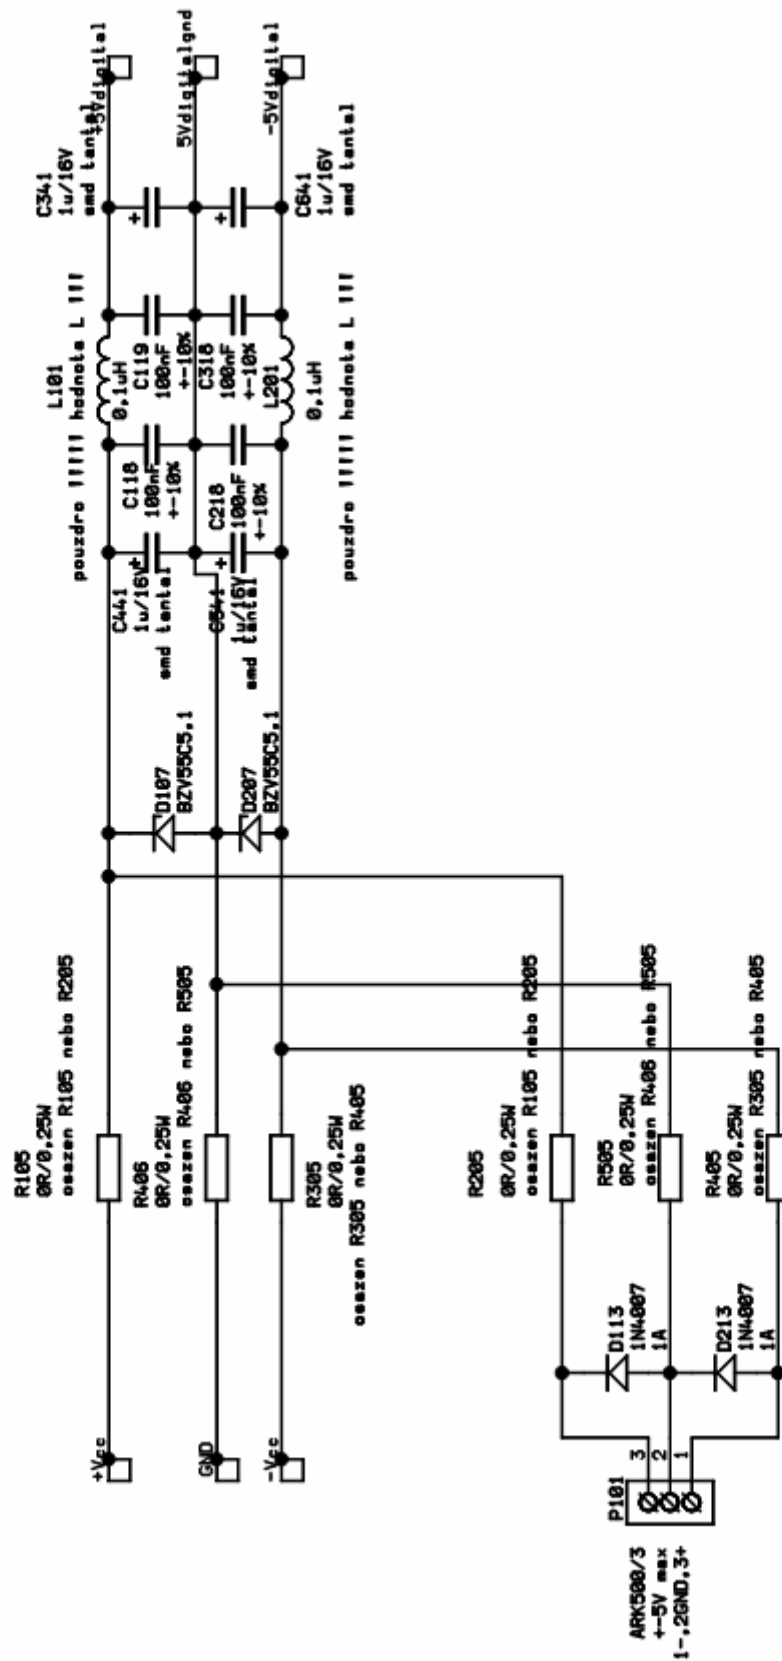 +5Vdigital
5Vdigitalgnd
-5Vdigital
C341
1u/16V
smd tantal
C641
1u/16V
smd tantal
+
+
pouzdro !!!!! hodnota L !!!
L101
0,1uH
C119
100nF
+-10%
C318
100nF
+-10%
L201
0,1uH
pouzdro !!!!! hodnota L !!!
C118
100nF
+-10%
C218
100nF
+-10%
C441
1u/16V
smd tantal
+
C541
1u/16V
smd tantal
+
D107
BZV55C5,1
D207
BZV55C5,1
R105
0R/0,25W
osazen R105 nebo R205
R406
0R/0,25W
osazen R406 nebo R505
R305
0R/0,25W
osazen R305 nebo R405
R205
0R/0,25W
osazen R105 nebo R205
R505
0R/0,25W
osazen R406 nebo R505
R405
0R/0,25W
osazen R305 nebo R405
D113
1N4007
1A
D213
1N4007
1A
+Vcc
GND
-Vcc
3
2
1
P101
ARK500/3
+-5V max
1-,2GND,3+